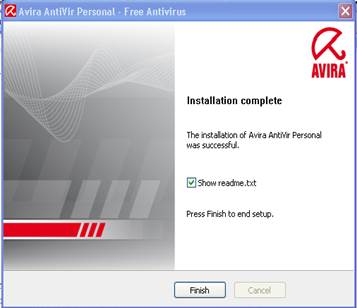 Avira AntiVir Personal - Free Antivirus
AVIRA
Installation complete
The installation of Avira AntiVir Personal
was successful.
Show readme.txt
Press Finish to end setup.
Finish
Cancel